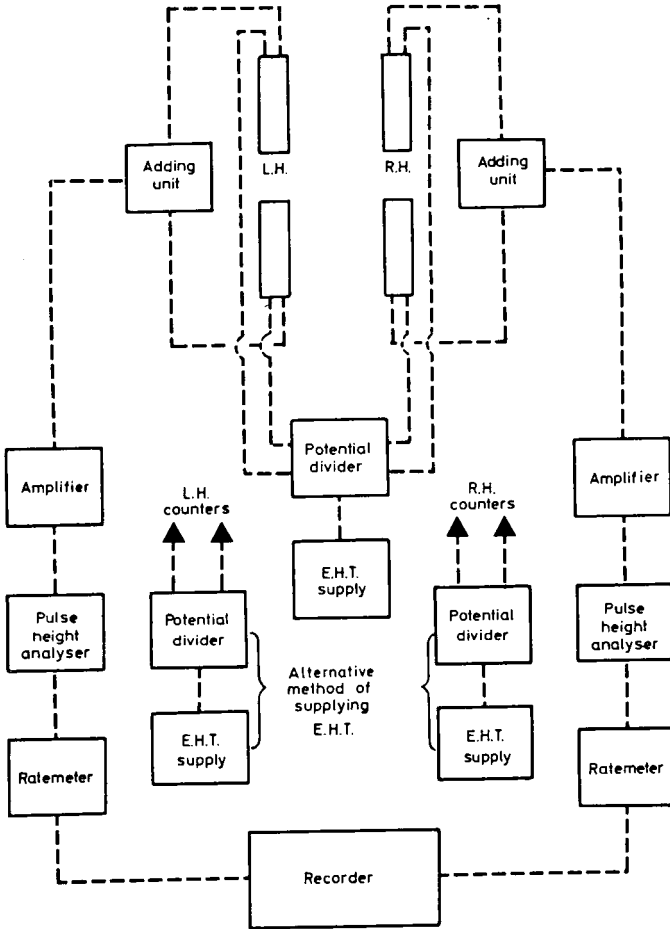 Adding
unit
L.H.
R.H.
Adding
unit
Potential
divider
Amplifier
L.H.
counters
R.H.
counters
Amplifier
E.H.T.
supply
Pulse
height
analyser
Potential
divider
Potential
divider
Pulse
height
analyser
Alternative
method of
supplying
E.H.T.
E.H.T.
supply
E.H.T.
supply
Ratemeter
Ratemeter
Recorder